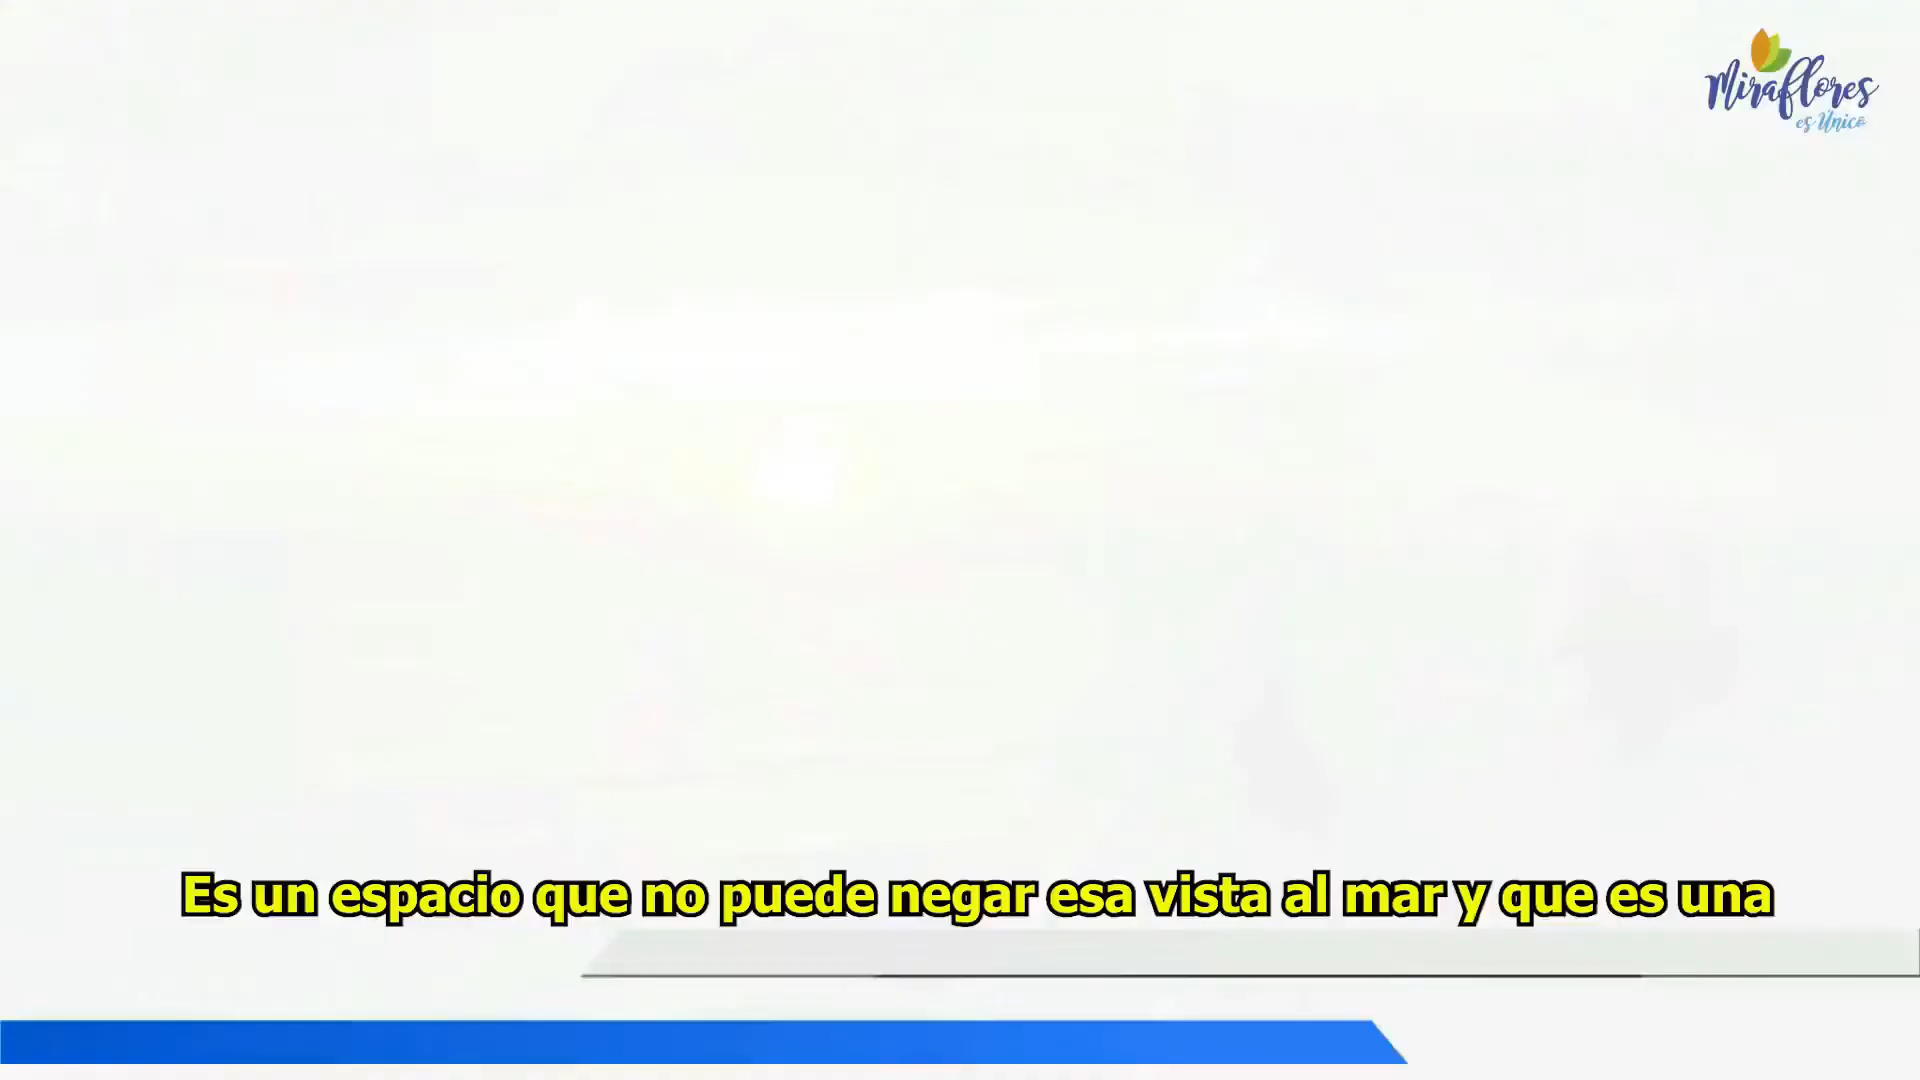 Miraflores
es Único
Es un espacio que no puede negar esa vista al mar y que es una